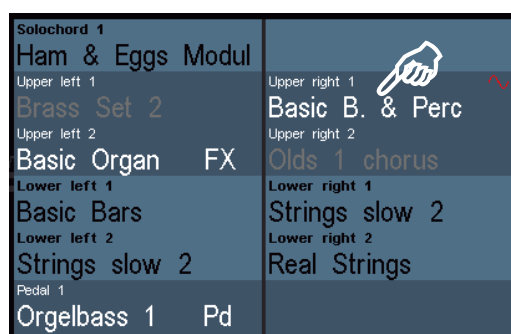 Solochord 1
Ham & Eggs Modul
Upper left 1
Brass Set 2
Upper right 1
Basic B. & Perc
Upper left 2
Basic Organ FX
Upper right 2
Olds 1 chorus
Lower left 1
Basic Bars
Lower right 1
Strings slow 2
Lower left 2
Strings slow 2
Lower right 2
Real Strings
Pedal 1
Orgelbass 1 Pd